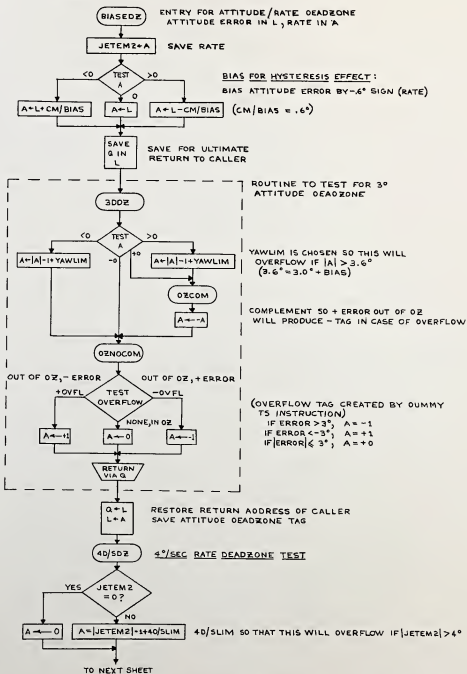 BIASEDZ
ENTRY FOR ATTITUDE/RATE DEADZONE
ATTITUDE ERROR IN L, RATE IN A
JETEM2←A
SAVE RATE
TEST
A
<0
>0
0
BIAS FOR HYSTERESIS EFFECT:
BIAS ATTITUDE ERROR BY -.6° SIGN (RATE)
A←L+CM/BIAS
A←L
A←L-CM/BIAS
(CM/BIAS = .6°)
SAVE
Q IN
L
SAVE FOR ULTIMATE
RETURN TO CALLER
3DDZ
ROUTINE TO TEST FOR 3°
ATTITUDE DEADZONE
TEST
A
<0
>0
-0
+0
A←|A|-1+YAWLIM
A←|A|-1+YAWLIM
YAWLIM IS CHOSEN SO THIS WILL
OVERFLOW IF |A| > 3.6°
(3.6° = 3.0° + BIAS)
DZCOM
A←-A
COMPLEMENT SO + ERROR OUT OF DZ
WILL PRODUCE - TAG IN CASE OF OVERFLOW
DZNOCOM
OUT OF DZ, - ERROR
OUT OF DZ, + ERROR
+OVFL
TEST
OVERFLOW
-OVFL
NONE, IN DZ
A←+1
A←0
A←-1
(OVERFLOW TAG CREATED BY DUMMY
TS INSTRUCTION)
IF ERROR > 3°, A = -1
IF ERROR < -3°, A = +1
IF |ERROR| ≤ 3°, A = +0
RETURN
VIA Q
Q←L
L←A
RESTORE RETURN ADDRESS OF CALLER
SAVE ATTITUDE DEADZONE TAG
4D/SDZ
4°/SEC RATE DEADZONE TEST
JETEM2
=0?
YES
NO
A←0
A=|JETEM2|-1+4D/SLIM
4D/SLIM SO THAT THIS WILL OVERFLOW IF |JETEM2| > 4°
TO NEXT SHEET